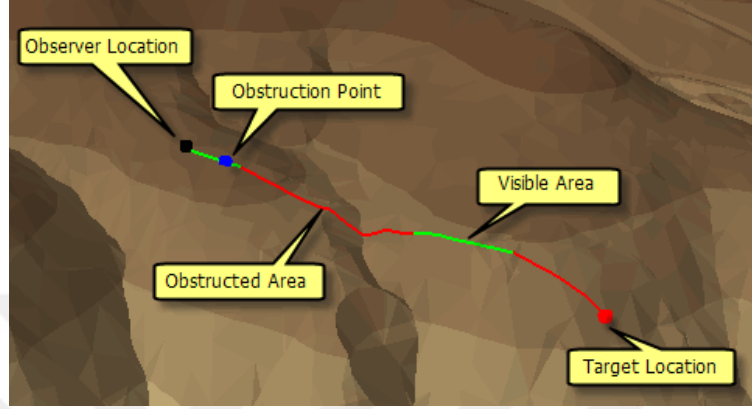 Observer Location
Obstruction Point
Visible Area
Obstructed Area
Target Location